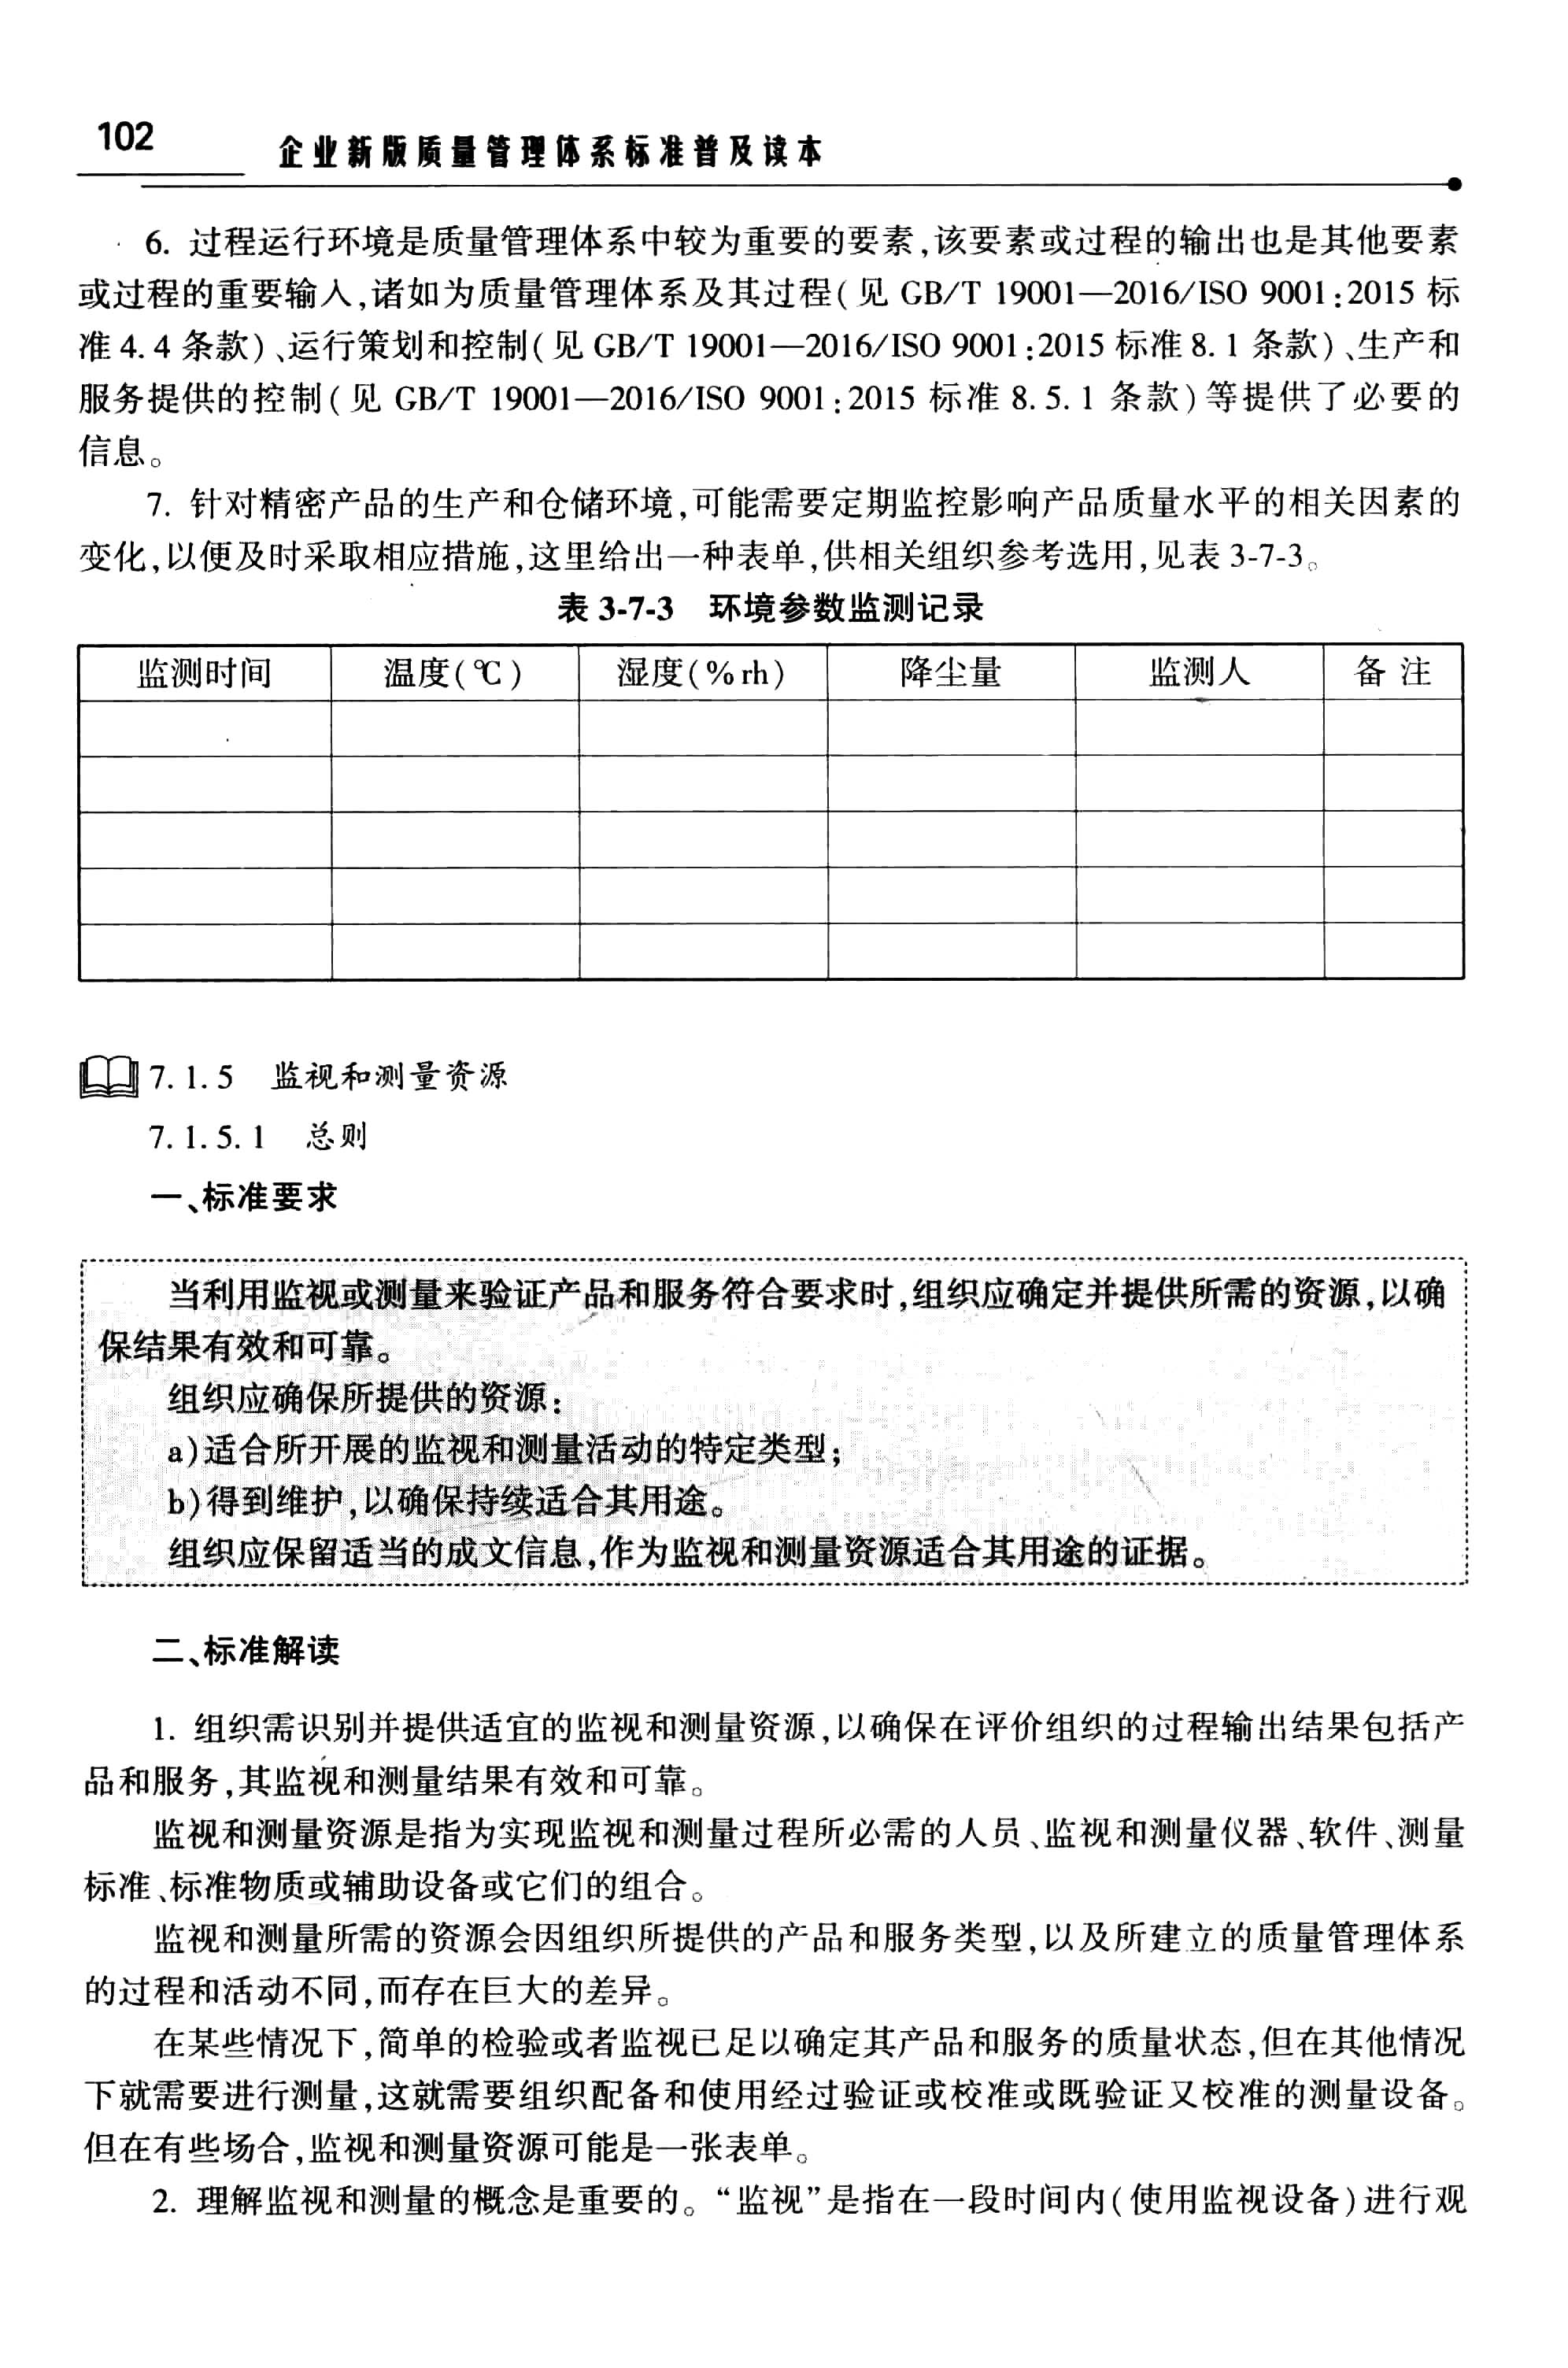 102
企业新版质量管理体系标准普及读本
6. 过程运行环境是质量管理体系中较为重要的要素,该要素或过程的输出也是其他要素
或过程的重要输入,诸如为质量管理体系及其过程(见 GB/T 19001—2016/ISO 9001:2015 标
准 4.4 条款)、运行策划和控制(见 GB/T 19001—2016/ISO 9001:2015 标准 8.1 条款)、生产和
服务提供的控制(见 GB/T 19001—2016/ISO 9001:2015 标准 8.5.1 条款)等提供了必要的
信息。
7. 针对精密产品的生产和仓储环境,可能需要定期监控影响产品质量水平的相关因素的
变化,以便及时采取相应措施,这里给出一种表单,供相关组织参考选用,见表 3-7-3。
表 3-7-3 环境参数监测记录
监测时间 温度(℃) 湿度(% rh) 降尘量 监测人 备 注
7.1.5 监视和测量资源
7.1.5.1 总则
一、标准要求
当利用监视或测量来验证产品和服务符合要求时,组织应确定并提供所需的资源,以确
保结果有效和可靠。
组织应确保所提供的资源:
a)适合所开展的监视和测量活动的特定类型;
b)得到维护,以确保持续适合其用途。
组织应保留适当的成文信息,作为监视和测量资源适合其用途的证据。
二、标准解读
1. 组织需识别并提供适宜的监视和测量资源,以确保在评价组织的过程输出结果包括产
品和服务,其监视和测量结果有效和可靠。
监视和测量资源是指为实现监视和测量过程所必需的人员、监视和测量仪器、软件、测量
标准、标准物质或辅助设备或它们的组合。
监视和测量所需的资源会因组织所提供的产品和服务类型,以及所建立的质量管理体系
的过程和活动不同,而存在巨大的差异。
在某些情况下,简单的检验或者监视已足以确定其产品和服务的质量状态,但在其他情况
下就需要进行测量,这就需要组织配备和使用经过验证或校准或既验证又校准的测量设备。
但在有些场合,监视和测量资源可能是一张表单。
2. 理解监视和测量的概念是重要的。“监视”是指在一段时间内(使用监视设备)进行观